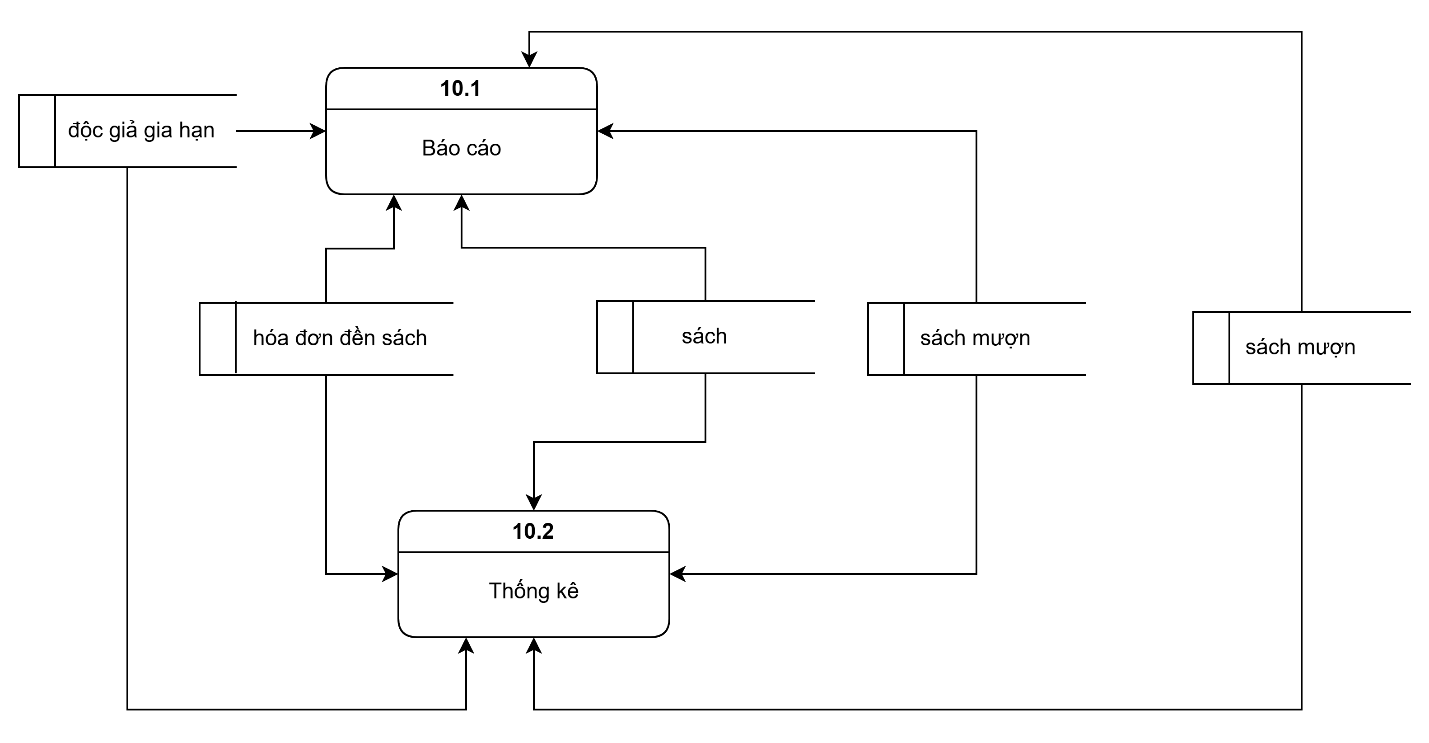 10.1
độc giả gia hạn
Báo cáo
hóa đơn đền sách
sách
sách mượn
sách mượn
10.2
Thống kê